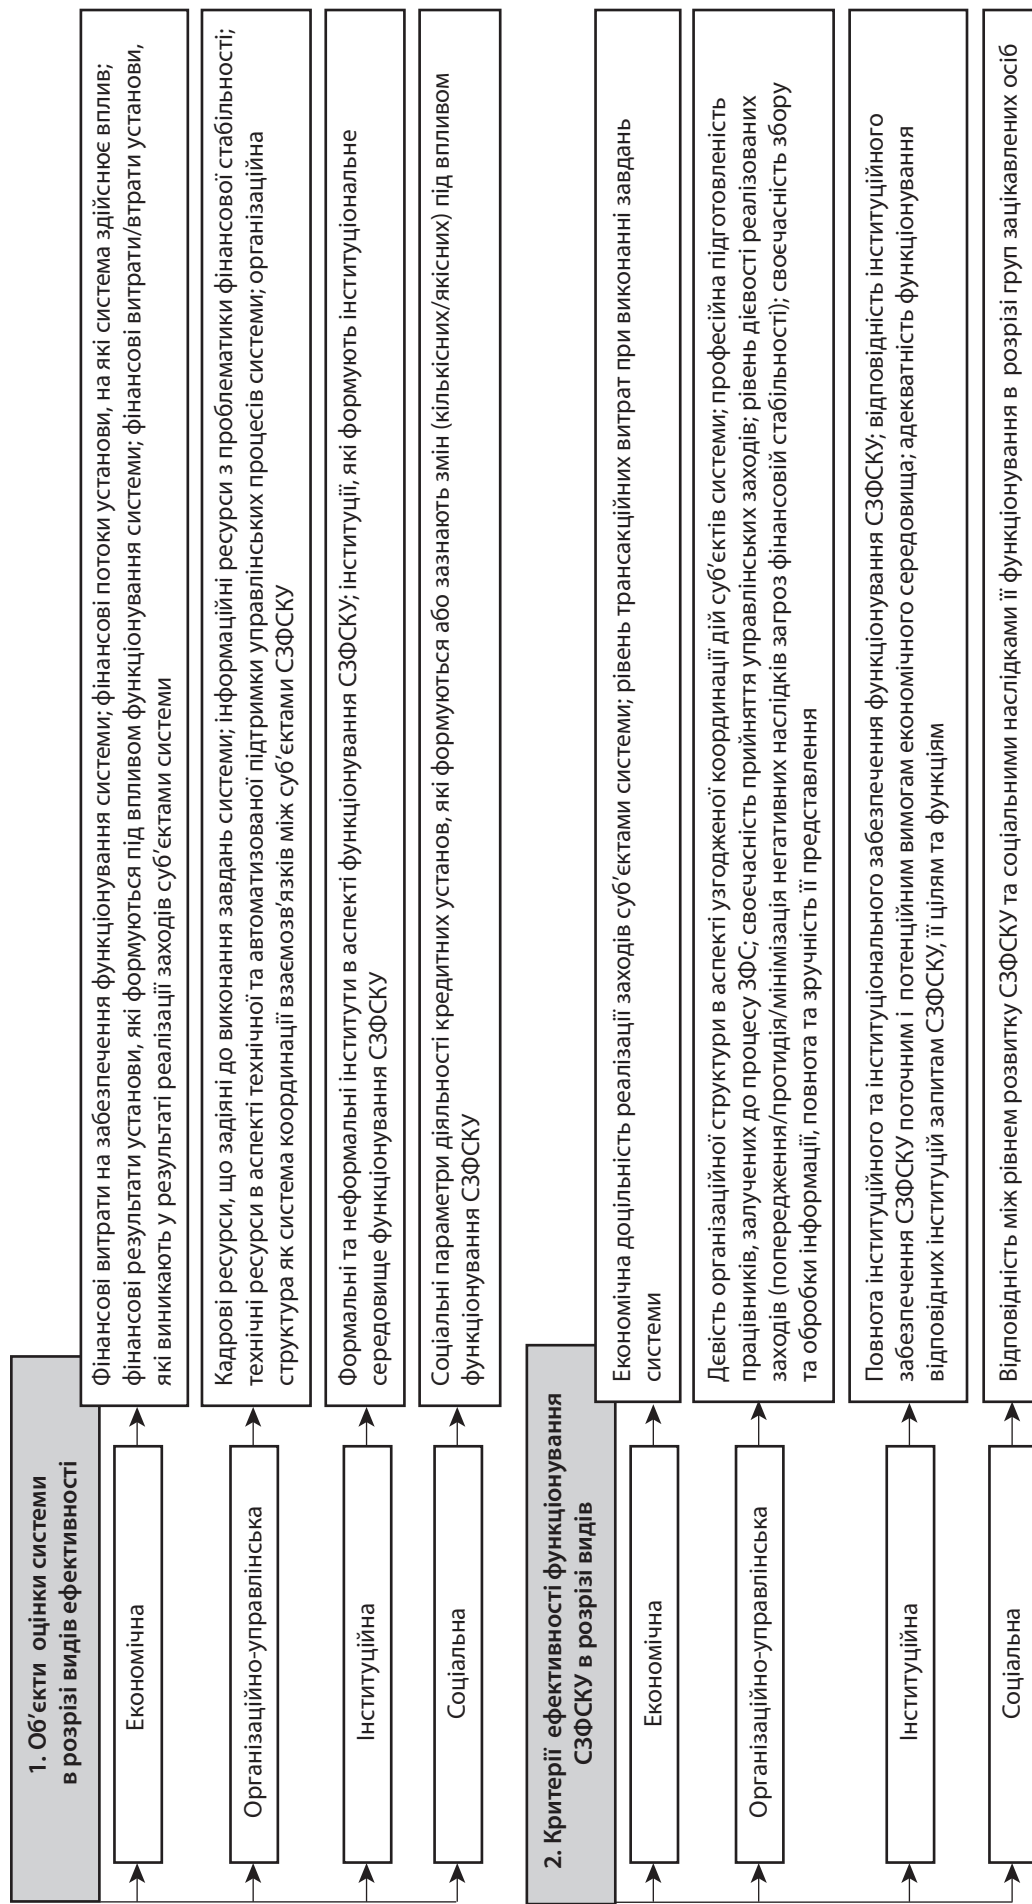 1. Об'єкти оцінки системи
в розрізі видів ефективності
Економічна
Фінансові витрати на забезпечення функціонування системи; фінансові потоки установи, на які система здійснює вплив;
фінансові результати установи, які формуються під впливом функціонування системи; фінансові витрати/втрати установи,
які виникають у результаті реалізації заходів суб'єктами системи
Організаційно-управлінська
Кадрові ресурси, що задіяні до виконання завдань системи; інформаційні ресурси з проблематики фінансової стабільності;
технічні ресурси в аспекті технічної та автоматизованої підтримки управлінських процесів системи; організаційна
структура як система координації взаємозв'язків між суб'єктами СЗФСКУ
Інституційна
Формальні та неформальні інститути в аспекті функціонування СЗФСКУ; інституції, які формують інституціональне
середовище функціонування СЗФСКУ
Соціальна
Соціальні параметри діяльності кредитних установ, які формуються або зазнають змін (кількісних/якісних) під впливом
функціонування СЗФСКУ
2. Критерії ефективності функціонування
СЗФСКУ в розрізі видів
Економічна
Економічна доцільність реалізації заходів суб'єктами системи; рівень трансакційних витрат при виконанні завдань
системи
Організаційно-управлінська
Дєвість організаційної структури в аспекті узгодженої координації дій суб'єктів системи; професійна підготовленість
працівників, залучених до процесу ЗФС; своєчасність прийняття управлінських заходів; рівень дієвості реалізованих
заходів (попередження/протидія/мінімізація негативних наслідків загроз фінансовій стабільності); своєчасність збору
та обробки інформації, повнота та зручність її представлення
Інституційна
Повнота інституційного та інституціонального забезпечення функціонування СЗФСКУ; відповідність інституційного
забезпечення СЗФСКУ поточним і потенційним вимогам економічного середовища; адекватність функціонування
відповідних інституцій запитам СЗФСКУ, її цілям та функціям
Соціальна
Відповідність між рівнем розвитку СЗФСКУ та соціальними наслідками її функціонування в розрізі груп зацікавлених осіб